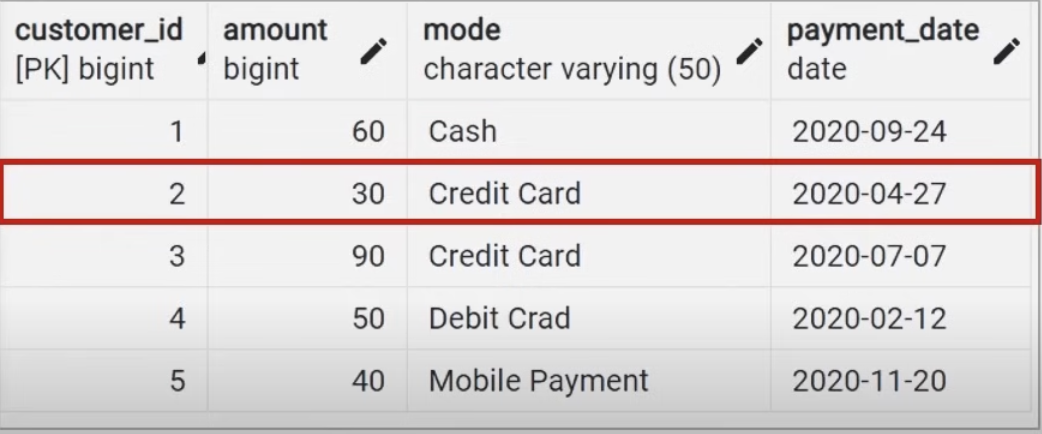 customer_id amount mode payment_date
[PK] bigint bigint character varying (50) date
1 60 Cash 2020-09-24
2 30 Credit Card 2020-04-27
3 90 Credit Card 2020-07-07
4 50 Debit Crad 2020-02-12
5 40 Mobile Payment 2020-11-20